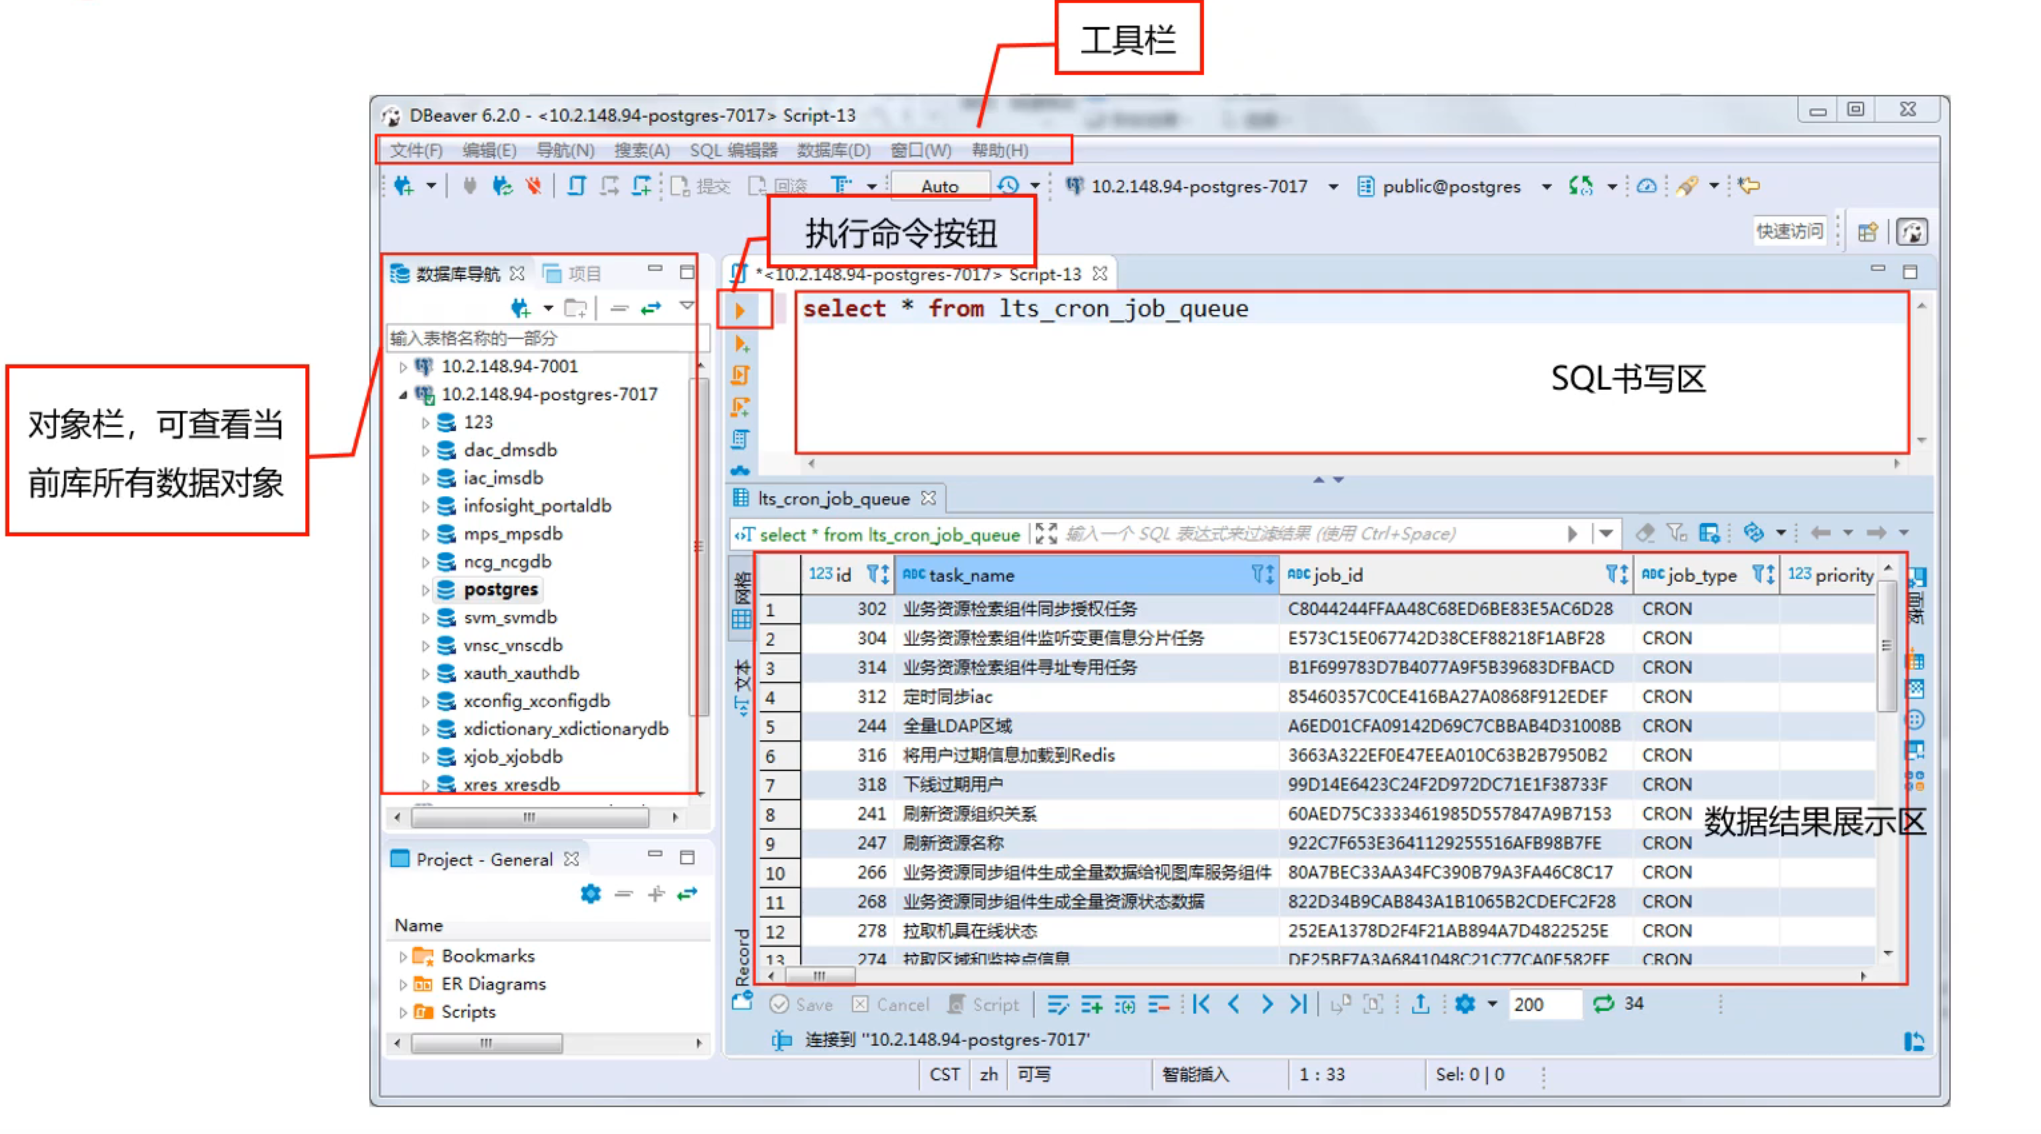 工具栏
DBeaver 6.2.0 - <10.2.148.94-postgres-7017> Script-13
文件(F) 编辑(E) 导航(N) 搜索(A) SQL 编辑器 数据库(D) 窗口(W) 帮助(H)
提交 回滚 Auto 10.2.148.94-postgres-7017 public@postgres
快速访问
执行命令按钮
数据库导航 项目
输入表格名称的一部分
10.2.148.94-7001
10.2.148.94-postgres-7017
123
dac_dmsdb
iac_imsdb
infosight_portaldb
mps_mpsdb
ncg_ncgdb
postgres
svm_svmdb
vnsc_vnscdb
xauth_xauthdb
xconfig_xconfigdb
xdictionary_xdictionarydb
xjob_xjobdb
xres_xresdb
对象栏，可查看当
前库所有数据对象
Project - General
Name
Bookmarks
ER Diagrams
Scripts
*<10.2.148.94-postgres-7017> Script-13
select * from lts_cron_job_queue
SQL书写区
lts_cron_job_queue
select * from lts_cron_job_queue 输入一个 SQL 表达式来过滤结果 (使用 Ctrl+Space)
网格
文本
Record
面板
123 id ABC task_name ABC job_id ABC job_type 123 priority
1 302 业务资源检索组件同步授权任务 C8044244FFAA48C68ED6BE83E5AC6D28 CRON
2 304 业务资源检索组件监听变更信息分片任务 E573C15E067742D38CEF88218F1ABF28 CRON
3 314 业务资源检索组件寻址专用任务 B1F699783D7B4077A9F5B39683DFBACD CRON
4 312 定时同步iac 85460357C0CE416BA27A0868F912EDEF CRON
5 244 全量LDAP区域 A6ED01CFA09142D69C7CBBAB4D31008B CRON
6 316 将用户过期信息加载到Redis 3663A322EF0E47EEA010C63B2B7950B2 CRON
7 318 下线过期用户 99D14E6423C24F2D972DC71E1F38733F CRON
8 241 刷新资源组织关系 60AED75C3333461985D557847A9B7153 CRON
9 247 刷新资源名称 922C7F653E3641129255516AFB98B7FE CRON
10 266 业务资源同步组件生成全量数据给视图库服务组件 80A7BEC33AA34FC390B79A3FA46C8C17 CRON
11 268 业务资源同步组件生成全量资源状态数据 822D34B9CAB843A1B1065B2CDEFC2F28 CRON
12 278 拉取机具在线状态 252EA1378D2F4F21AB894A7D4822525E CRON
13 274 拉取区域和监控点信息 DF25BF7A3A6841048C21C77CA0E582FF CRON
数据结果展示区
Save Cancel Script 200 34
连接到 "10.2.148.94-postgres-7017"
CST zh 可写 智能插入 1 : 33 Sel: 0 | 0